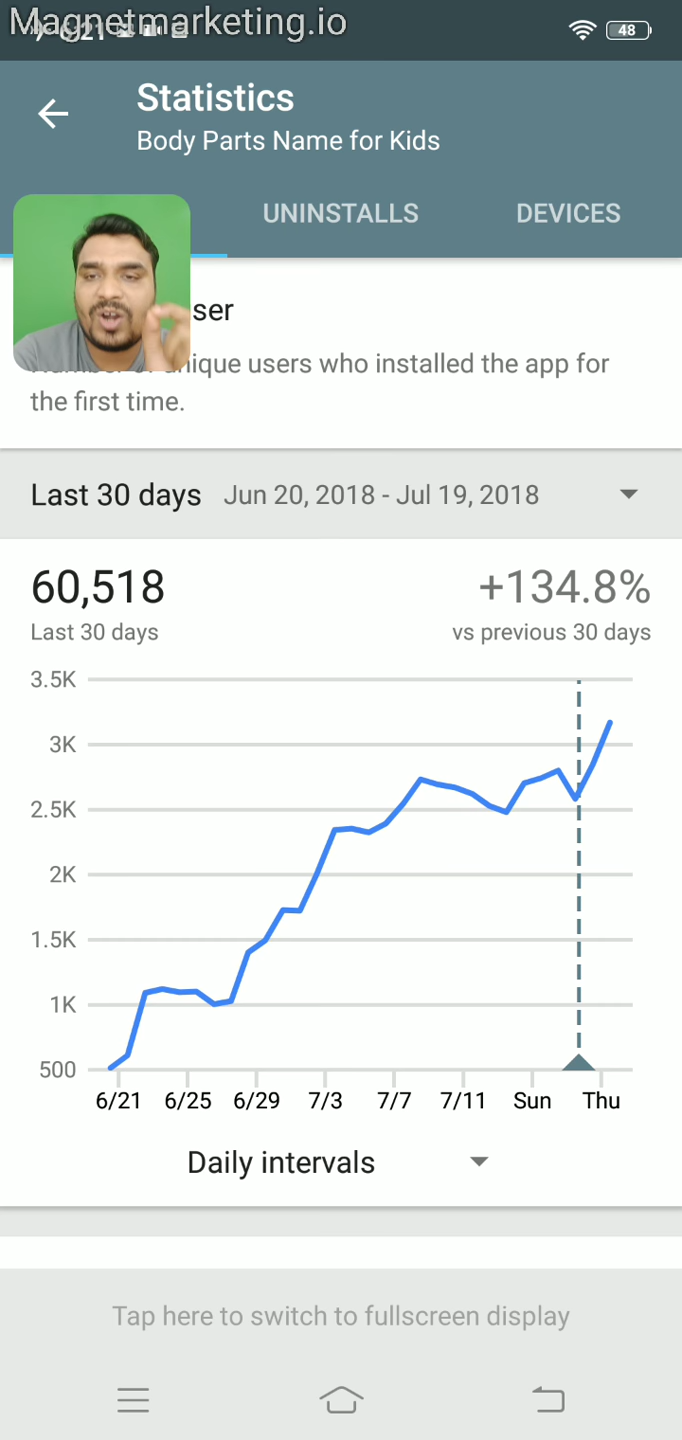 Magnetmarketing.io
6:21
48
Statistics
Body Parts Name for Kids
UNINSTALLS
DEVICES
ser
unique users who installed the app for
the first time.
Last 30 days Jun 20, 2018 - Jul 19, 2018
60,518
+134.8%
Last 30 days
vs previous 30 days
3.5K
3K
2.5K
2K
1.5K
1K
500
6/21 6/25 6/29 7/3 7/7 7/11 Sun Thu
Daily intervals
Tap here to switch to fullscreen display